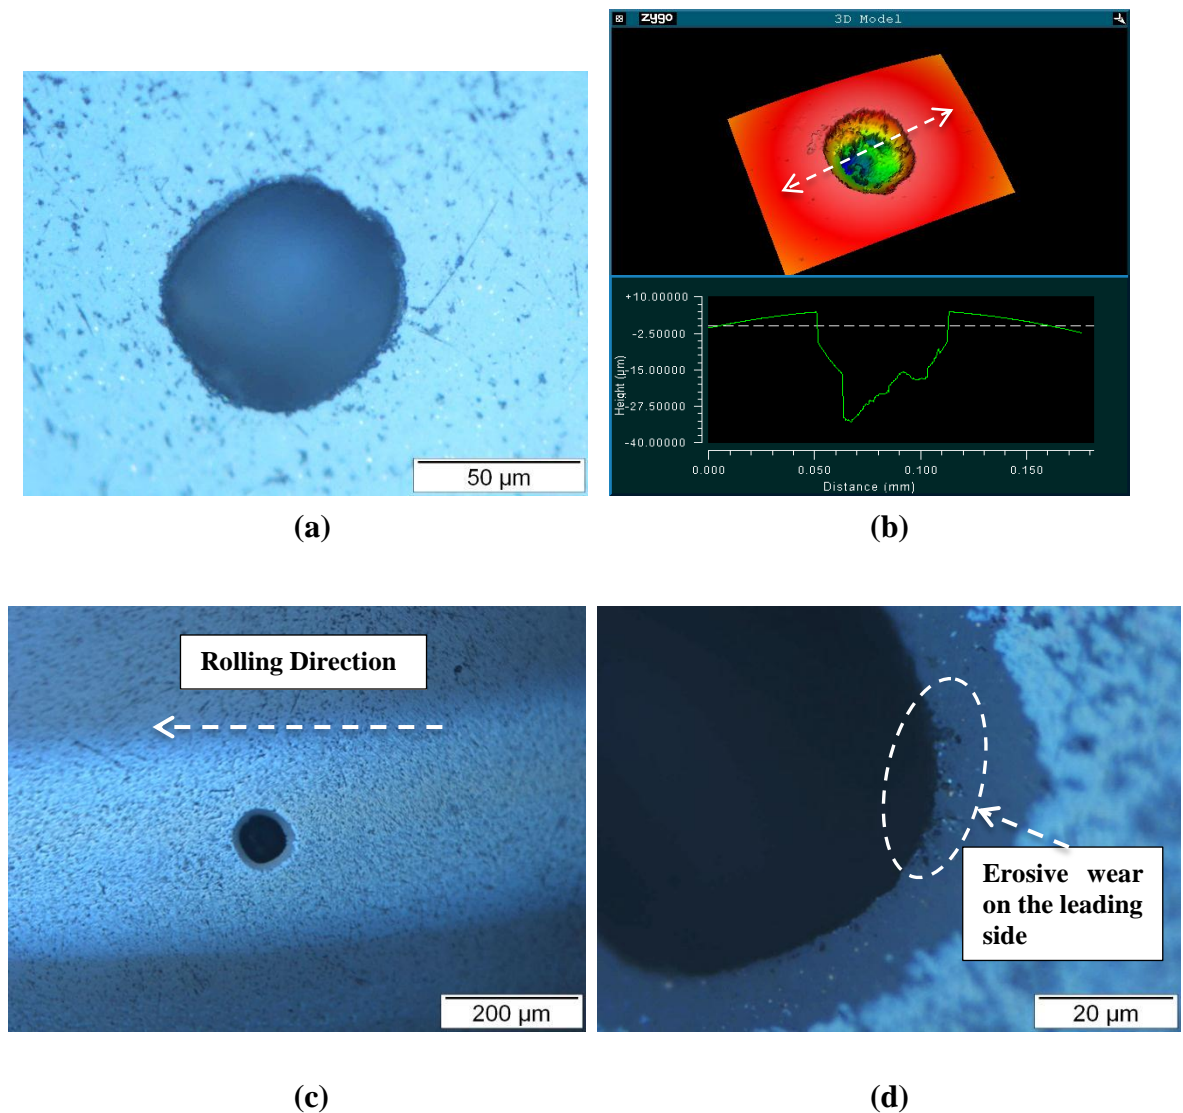 zygo
3D Model
50 µm
+10.00000
-2.50000
-15.00000
-27.50000
-40.00000
Height (µm)
0.000
0.050
0.100
0.150
Distance (mm)
(a)
(b)
Rolling Direction
200 µm
Erosive wear
on the leading
side
20 µm
(c)
(d)